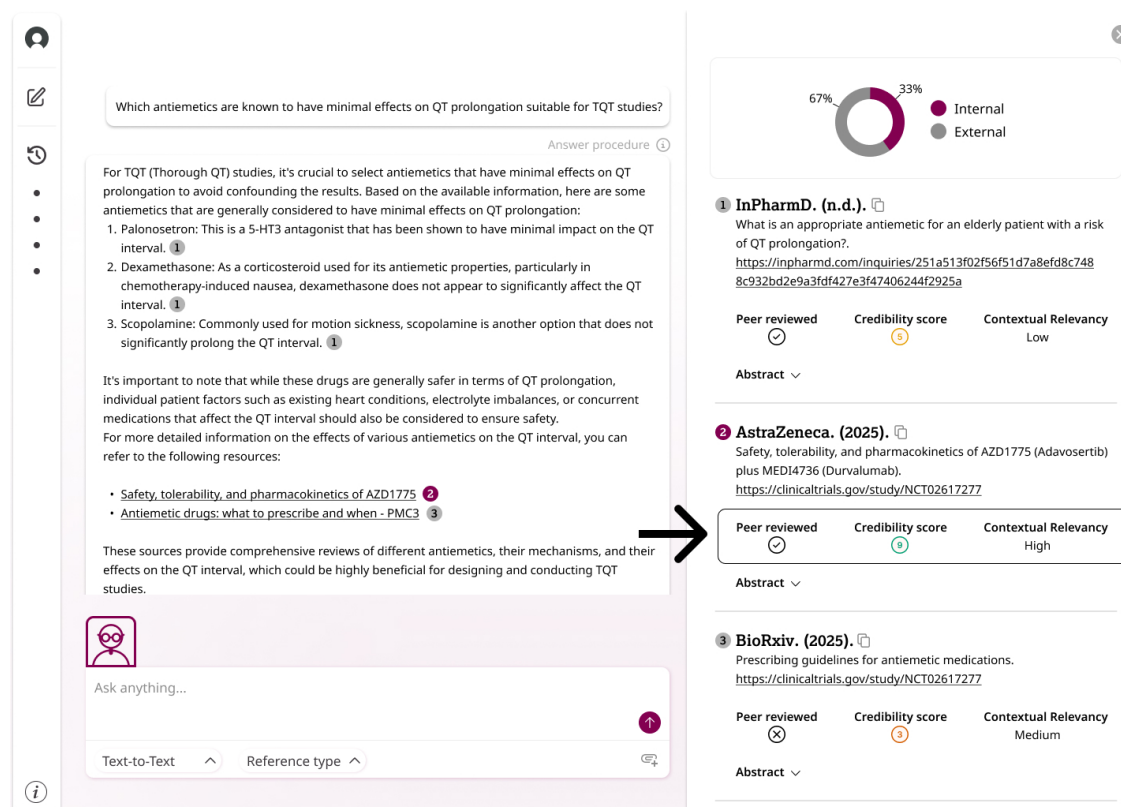 Which antiemetics are known to have minimal effects on QT prolongation suitable for TQT studies?
Answer procedure i
For TQT (Thorough QT) studies, it's crucial to select antiemetics that have minimal effects on QT
prolongation to avoid confounding the results. Based on the available information, here are some
antiemetics that are generally considered to have minimal effects on QT prolongation:
1. Palonosetron: This is a 5-HT3 antagonist that has been shown to have minimal impact on the QT
interval. 1
2. Dexamethasone: As a corticosteroid used for its antiemetic properties, particularly in
chemotherapy-induced nausea, dexamethasone does not appear to significantly affect the QT
interval. 1
3. Scopolamine: Commonly used for motion sickness, scopolamine is another option that does not
significantly prolong the QT interval. 1
It's important to note that while these drugs are generally safer in terms of QT prolongation,
individual patient factors such as existing heart conditions, electrolyte imbalances, or concurrent
medications that affect the QT interval should also be considered to ensure safety.
For more detailed information on the effects of various antiemetics on the QT interval, you can
refer to the following resources:
• Safety, tolerability, and pharmacokinetics of AZD1775 2
• Antiemetic drugs: what to prescribe and when - PMC3 3
These sources provide comprehensive reviews of different antiemetics, their mechanisms, and their
effects on the QT interval, which could be highly beneficial for designing and conducting TQT
studies.
Ask anything...
Text-to-Text
Reference type
i
67%
33%
Internal
External
1 InPharmD. (n.d.).
What is an appropriate antiemetic for an elderly patient with a risk
of QT prolongation?.
https://inpharmd.com/inquiries/251a513f02f56f51d7a8efd8c748
8c932bd2e9a3fdf427e3f47406244f2925a
Peer reviewed Credibility score Contextual Relevancy
5 Low
Abstract
2 AstraZeneca. (2025).
Safety, tolerability, and pharmacokinetics of AZD1775 (Adavosertib)
plus MEDI4736 (Durvalumab).
https://clinicaltrials.gov/study/NCT02617277
Peer reviewed Credibility score Contextual Relevancy
9 High
Abstract
3 BioRxiv. (2025).
Prescribing guidelines for antiemetic medications.
https://clinicaltrials.gov/study/NCT02617277
Peer reviewed Credibility score Contextual Relevancy
3 Medium
Abstract